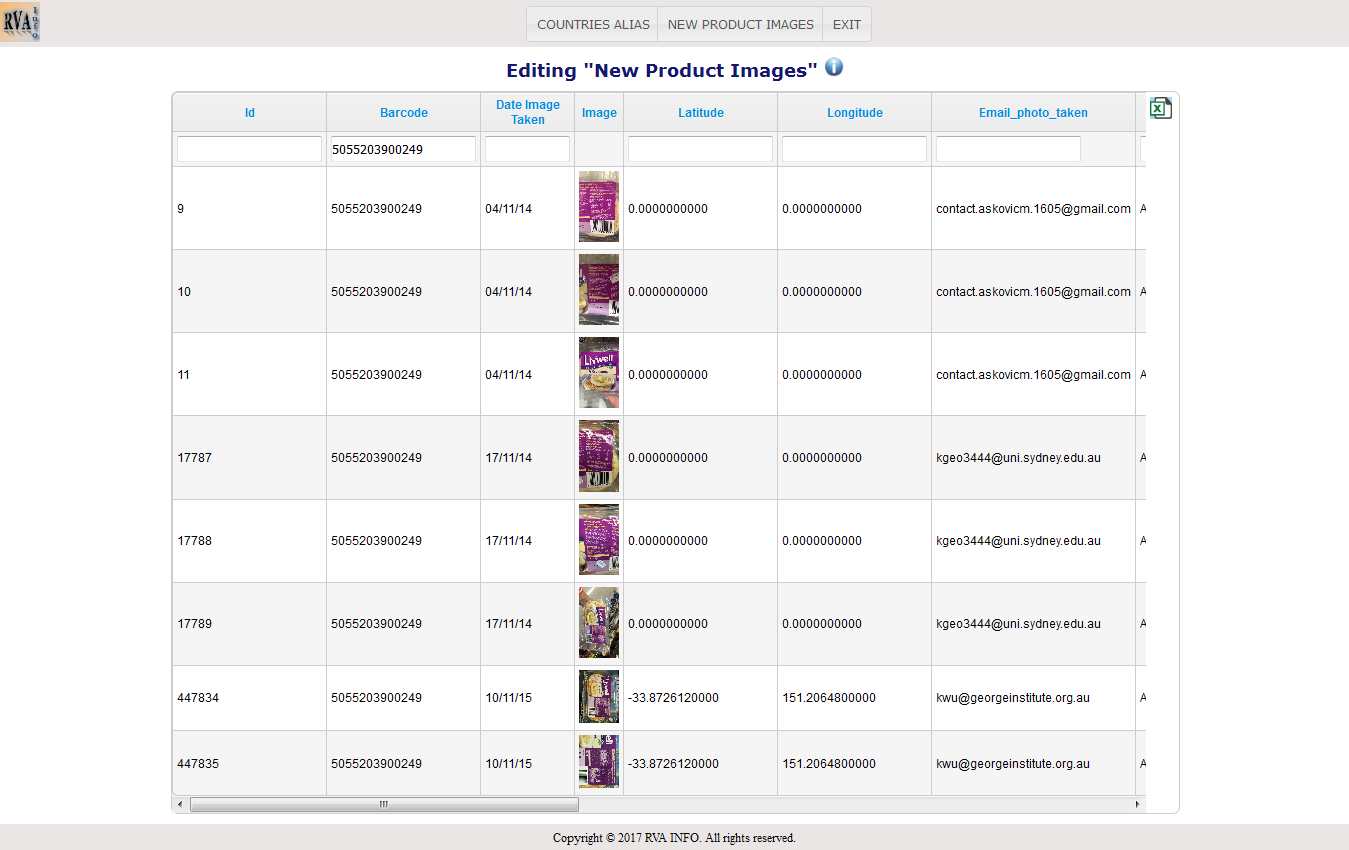 RVA Info
COUNTRIES ALIAS NEW PRODUCT IMAGES EXIT
Editing "New Product Images" i
Id Barcode Date Image Taken Image Latitude Longitude Email_photo_taken
5055203900249
9 5055203900249 04/11/14 0.0000000000 0.0000000000 contact.askovicm.1605@gmail.com A
10 5055203900249 04/11/14 0.0000000000 0.0000000000 contact.askovicm.1605@gmail.com A
11 5055203900249 04/11/14 Livwell 0.0000000000 0.0000000000 contact.askovicm.1605@gmail.com A
17787 5055203900249 17/11/14 0.0000000000 0.0000000000 kgeo3444@uni.sydney.edu.au A
17788 5055203900249 17/11/14 0.0000000000 0.0000000000 kgeo3444@uni.sydney.edu.au A
17789 5055203900249 17/11/14 0.0000000000 0.0000000000 kgeo3444@uni.sydney.edu.au A
447834 5055203900249 10/11/15 -33.8726120000 151.2064800000 kwu@georgeinstitute.org.au A
447835 5055203900249 10/11/15 -33.8726120000 151.2064800000 kwu@georgeinstitute.org.au A
Copyright © 2017 RVA INFO. All rights reserved.